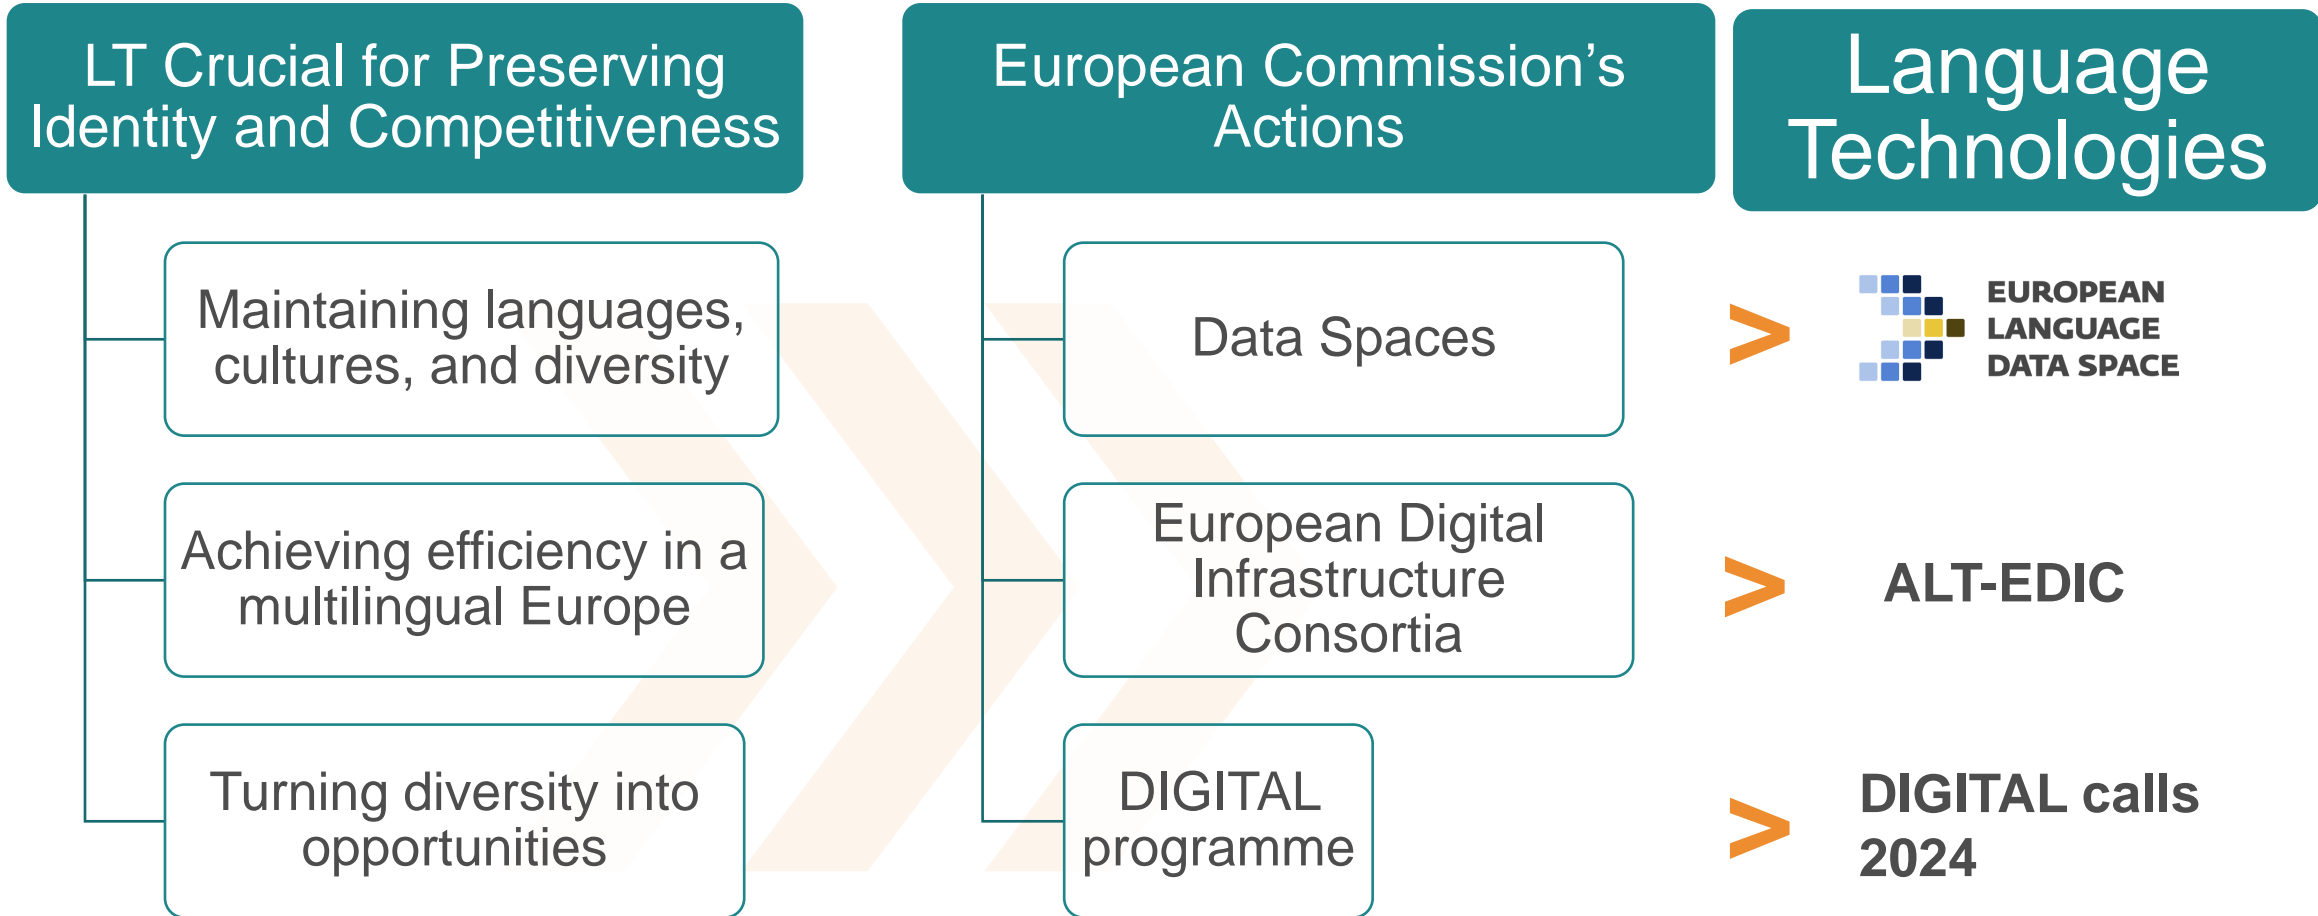 LT Crucial for Preserving
Identity and Competitiveness
Maintaining languages,
cultures, and diversity
Achieving efficiency in a
multilingual Europe
Turning diversity into
opportunities
European Commission’s
Actions
Data Spaces
European Digital
Infrastructure
Consortia
DIGITAL
programme
Language
Technologies
>
EUROPEAN
LANGUAGE
DATA SPACE
>
ALT-EDIC
>
DIGITAL calls
2024